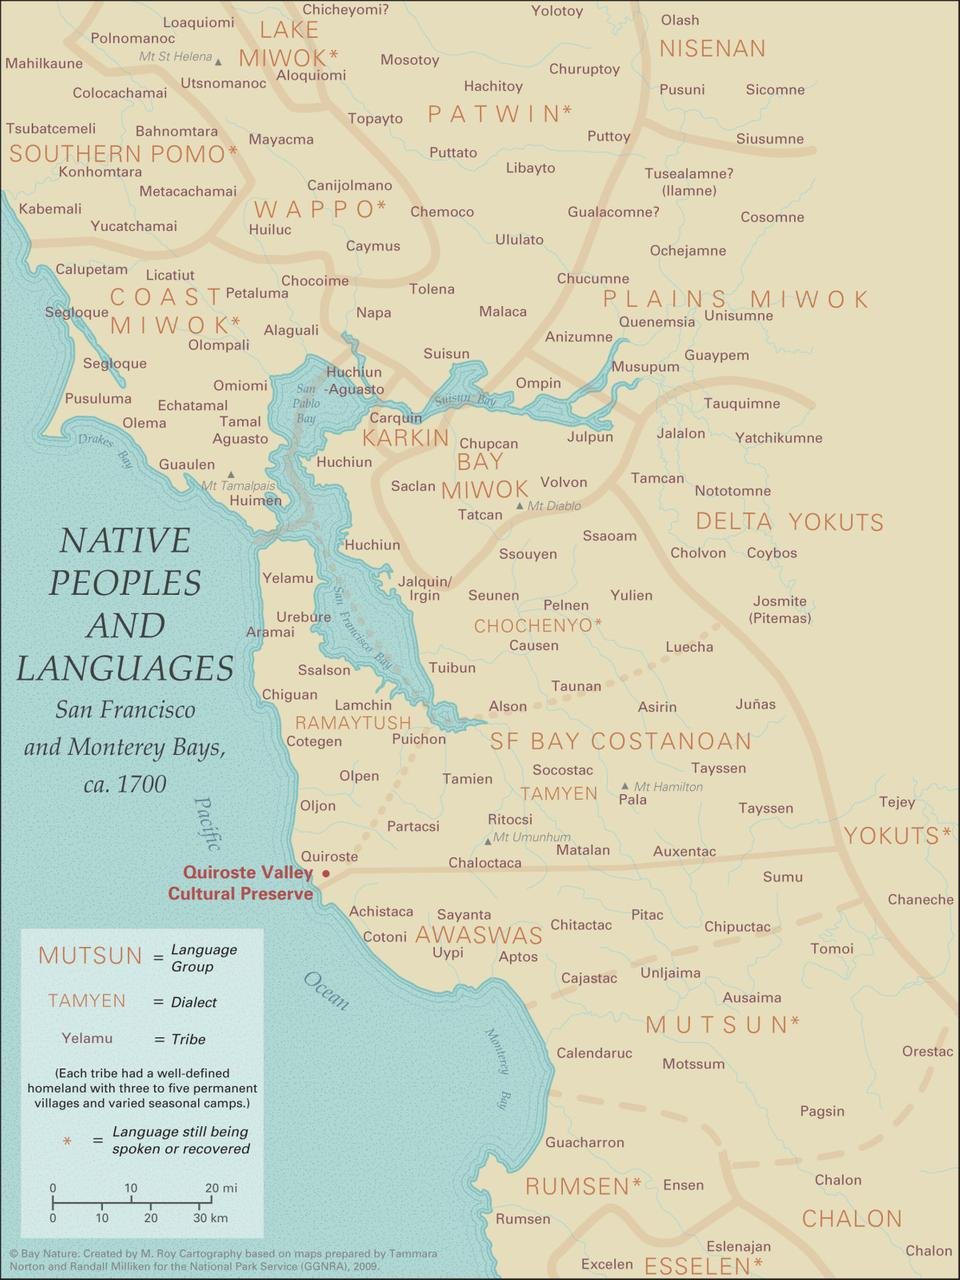 Chicheyomi?
Yolotoy
Olash
Loaquiomi
Polnomanoc
LAKE
MIWOK*
NISENAN
Mahilkaune
Mt St Helena
Mosotoy
Churuptoy
Aloquiomi
Utsnomanoc
Hachitoy
Pusuni
Sicomne
Colocachamai
PATWIN*
Topayto
Tsubatcemeli
Bahnomtara
Mayacma
Puttoy
Siusumne
SOUTHERN POMO*
Puttato
Libayto
Konhomtara
Tusealamne?
(Ilamne)
Metacachamai
Canijolmano
Kabemali
WAPPO*
Chemoco
Gualacomne?
Cosomne
Yucatchamai
Huiluc
Caymus
Ululato
Ochejamne
Calupetam
Licatiut
Chocoime
Chucumne
COAST
MIWOK*
Petaluma
Tolena
PLAINS MIWOK
Segloque
Napa
Malaca
Quenemsia
Unisumne
Alaguali
Anizumne
Olompali
Suisun
Guaypem
Segloque
Huchiun
-Aguasto
Musupum
Omiomi
San
Pablo
Bay
Ompin
Pusuluma
Echatamal
Suisun Bay
Tauquimne
Olema
Tamal
Aguasto
Carquin
KARKIN
Chupcan
Julpun
Jalalon
Yatchikumne
Drakes Bay
Guaulen
Huchiun
BAY
MIWOK
Mt Tamalpais
Saclan
Volvon
Tamcan
Nototomne
Huimen
Tatcan
Mt Diablo
DELTA YOKUTS
NATIVE
PEOPLES
AND
LANGUAGES
San Francisco
and Monterey Bays,
ca. 1700
Huchiun
Ssaoam
Ssouyen
Cholvon
Coybos
Yelamu
Jalquin/
Irgin
Seunen
Yulien
Pelnen
Josmite
(Pitemas)
San Francisco Bay
Urebure
CHOCHENYO*
Aramai
Causen
Luecha
Ssalson
Tuibun
Chiguan
Taunan
Lamchin
Alson
Asirin
Juñas
RAMAYTUSH
Cotegen
Puichon
SF BAY COSTANOAN
Olpen
Tamien
Socostac
Tayssen
TAMYEN
Mt Hamilton
Pala
Tejey
Oljon
Pacific
Ritocsi
Tayssen
Partacsi
Mt Umunhum
YOKUTS*
Quiroste
Chaloctaca
Matalan
Auxentac
Quiroste Valley
Cultural Preserve
Sumu
Chaneche
Achistaca
Sayanta
Chitactac
Pitac
Chipuctac
Cotoni
AWASWAS
Uypi
Aptos
Tomoi
Ocean
Cajastac
Unljaima
Ausaima
MUTSUN*
Monterey Bay
Calendaruc
Motssum
Orestac
Pagsin
Guacharron
Chalon
RUMSEN*
Ensen
Rumsen
CHALON
Eslenajan
Chalon
Excelen
ESSELEN*
MUTSUN = Language
Group
TAMYEN = Dialect
Yelamu = Tribe
(Each tribe had a well-defined
homeland with three to five permanent
villages and varied seasonal camps.)
* = Language still being
spoken or recovered
0 10 20 mi
0 10 20 30 km
© Bay Nature: Created by M. Roy Cartography based on maps prepared by Tammara
Norton and Randall Milliken for the National Park Service (GGNRA), 2009.